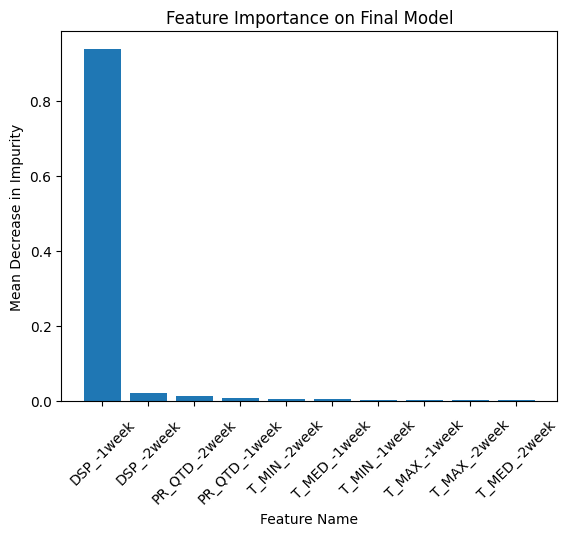 Feature Importance on Final Model
Mean Decrease in Impurity
0.8
0.6
0.4
0.2
0.0
DSP_-1week
DSP_-2week
PR_QTD_-2week
PR_QTD_-1week
T_MIN_-2week
T_MED_-1week
T_MIN_-1week
T_MAX_-1week
T_MAX_-2week
T_MED_-2week
Feature Name